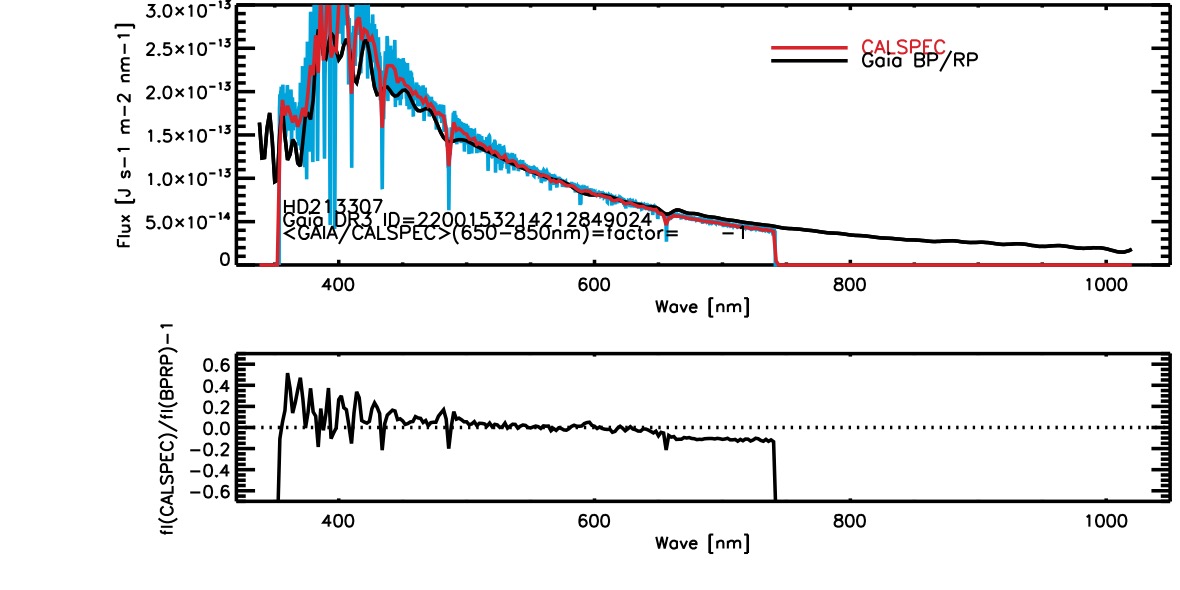 3.0×10−13
2.5×10−13
2.0×10−13
1.5×10−13
1.0×10−13
5.0×10−14
0
Flux [J s−1 m−2 nm−1]
CALSPEC
Gaia BP/RP
HD213307
Gaia DR3 ID=2200153214212849024
<GAIA/CALSPEC>(650−850nm)=factor= −1
400 600 800 1000
Wave [nm]
0.6
0.4
0.2
0.0
−0.2
−0.4
−0.6
fl(CALSPEC)/fl(BPRP)−1
400 600 800 1000
Wave [nm]